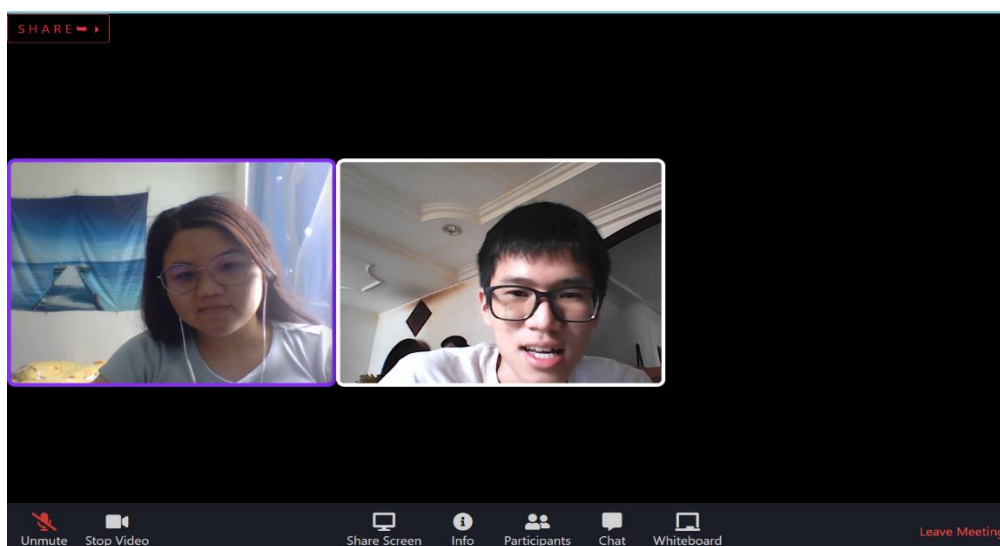 SHARE
Unmute
Stop Video
Share Screen
Info
Participants
Chat
Whiteboard
Leave Meeting